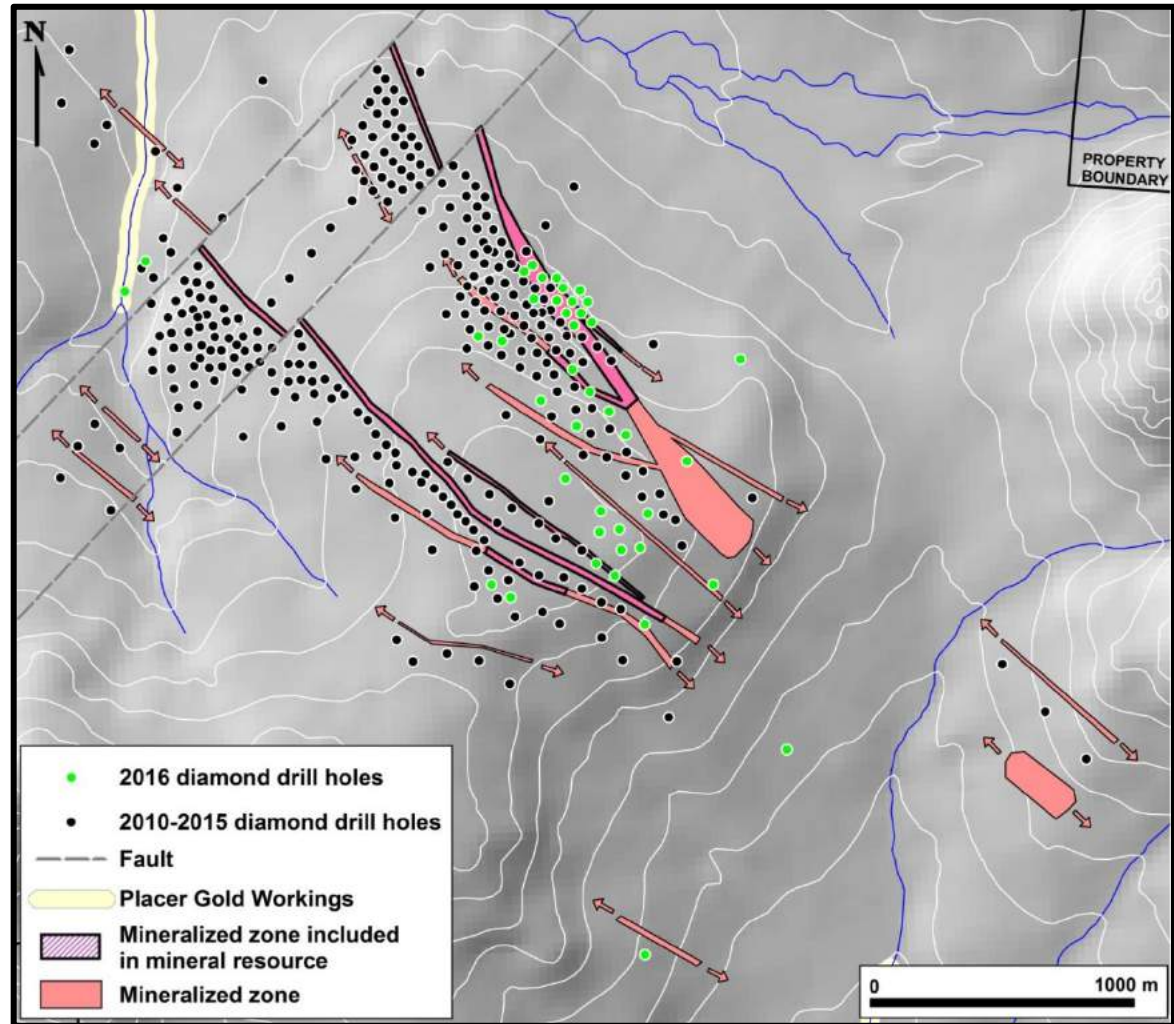 N
PROPERTY
BOUNDARY
2016 diamond drill holes
2010-2015 diamond drill holes
Fault
Placer Gold Workings
Mineralized zone included
in mineral resource
Mineralized zone
0 1000 m